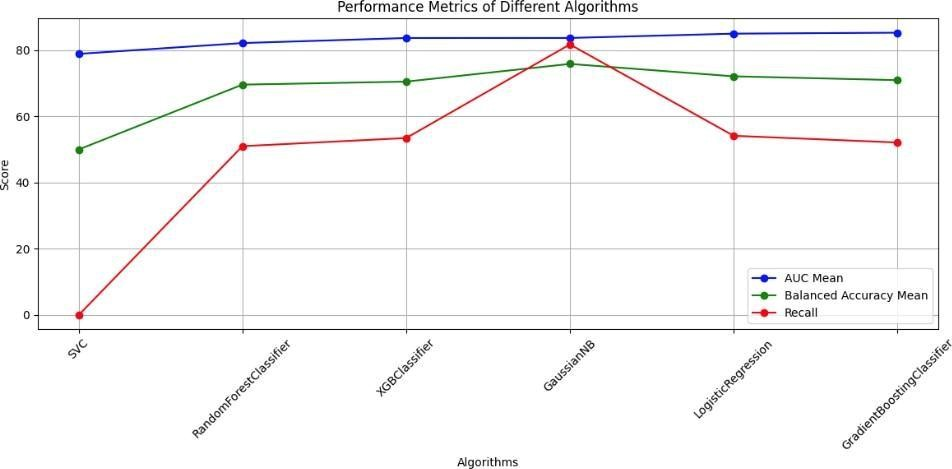 Performance Metrics of Different Algorithms
Score
80
60
40
20
0
AUC Mean
Balanced Accuracy Mean
Recall
SVC
RandomForestClassifier
XGBClassifier
GaussianNB
LogisticRegression
GradientBoostingClassifier
Algorithms